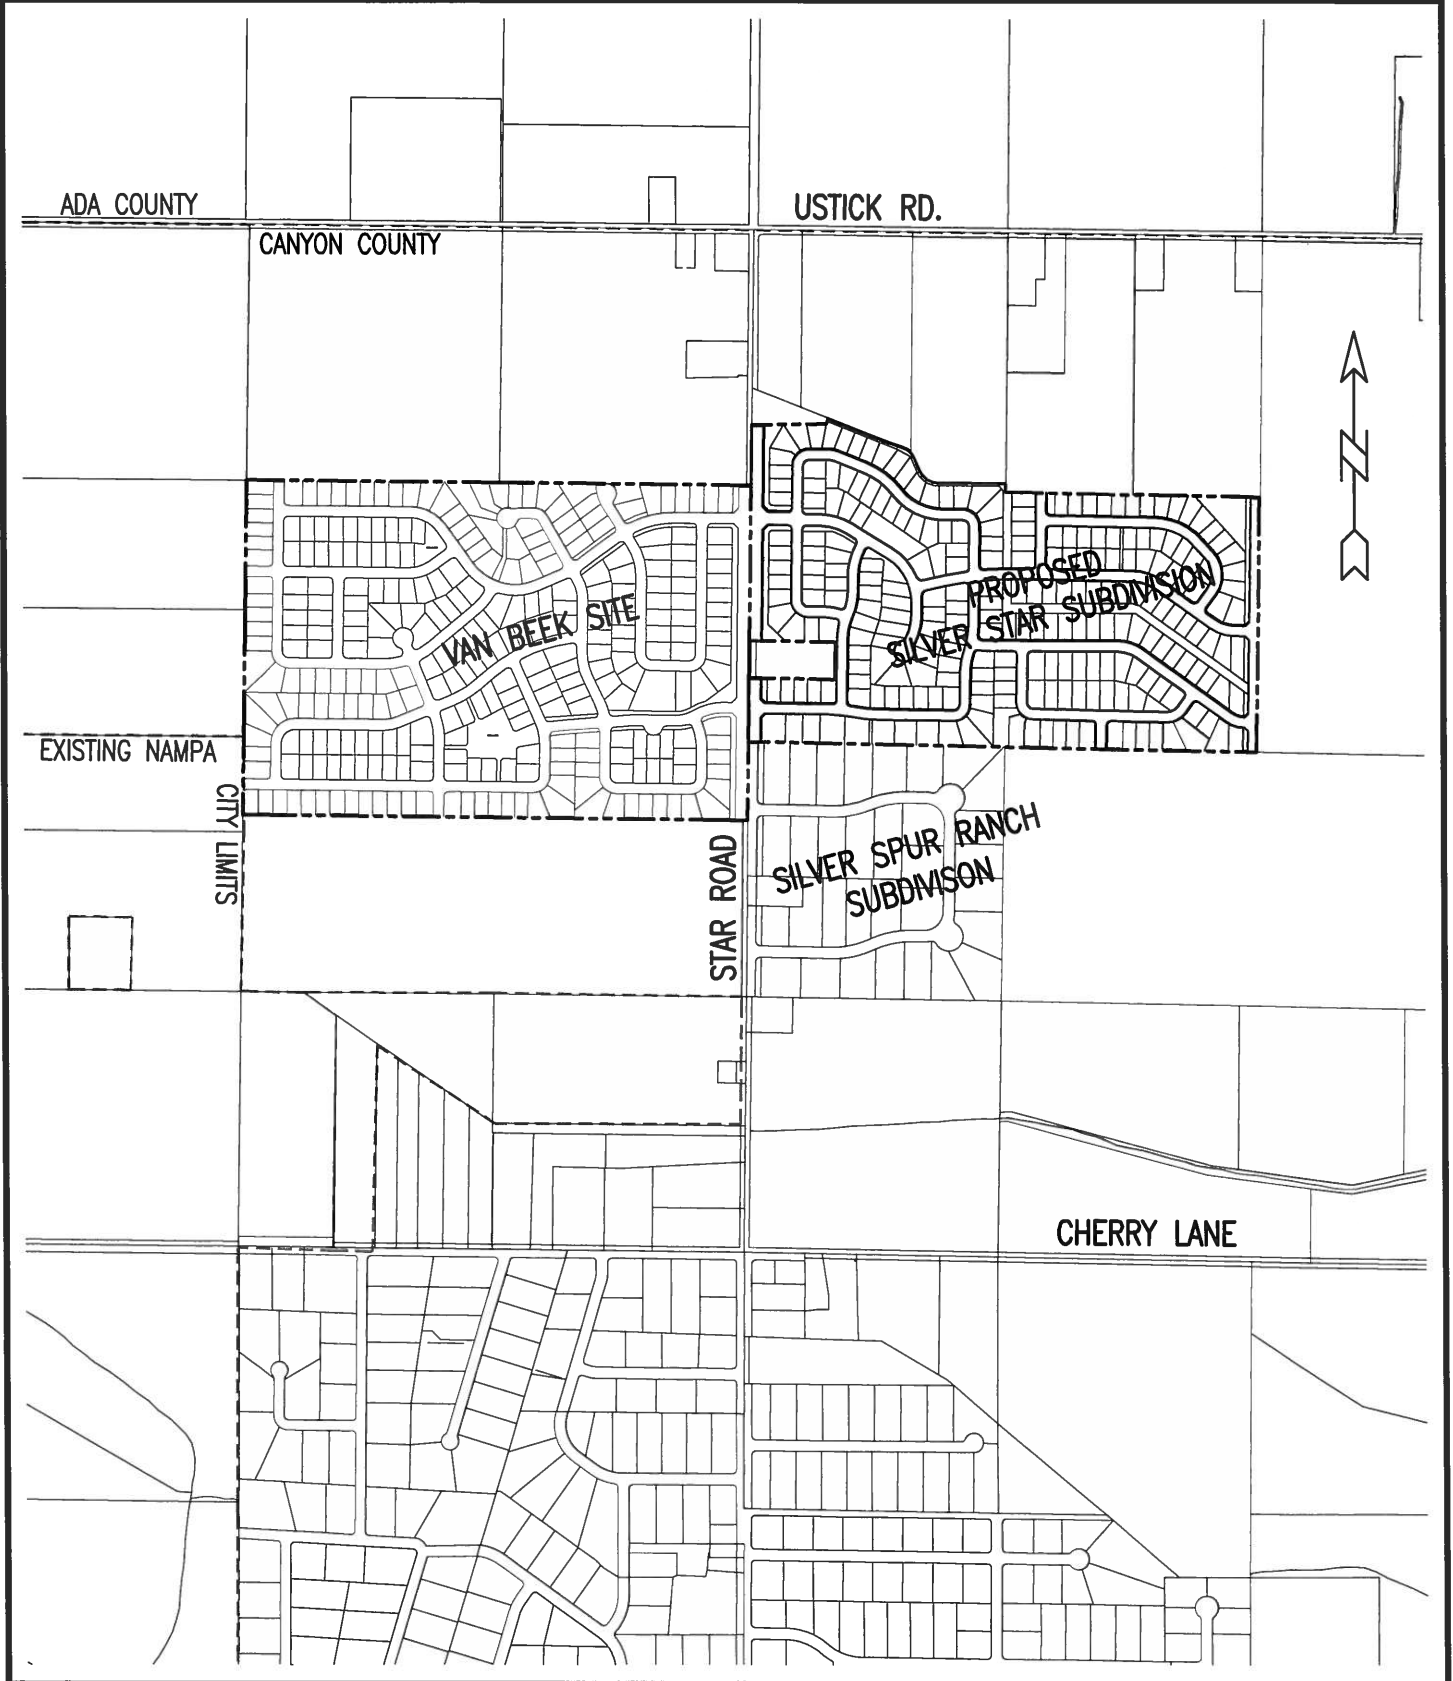 ADA COUNTY
USTICK RD.
CANYON COUNTY
N
PROPOSED
SILVER STAR SUBDIVISION
VAN BEEK SITE
EXISTING NAMPA
CITY LIMITS
STAR ROAD
SILVER SPUR RANCH
SUBDIVISON
CHERRY LANE